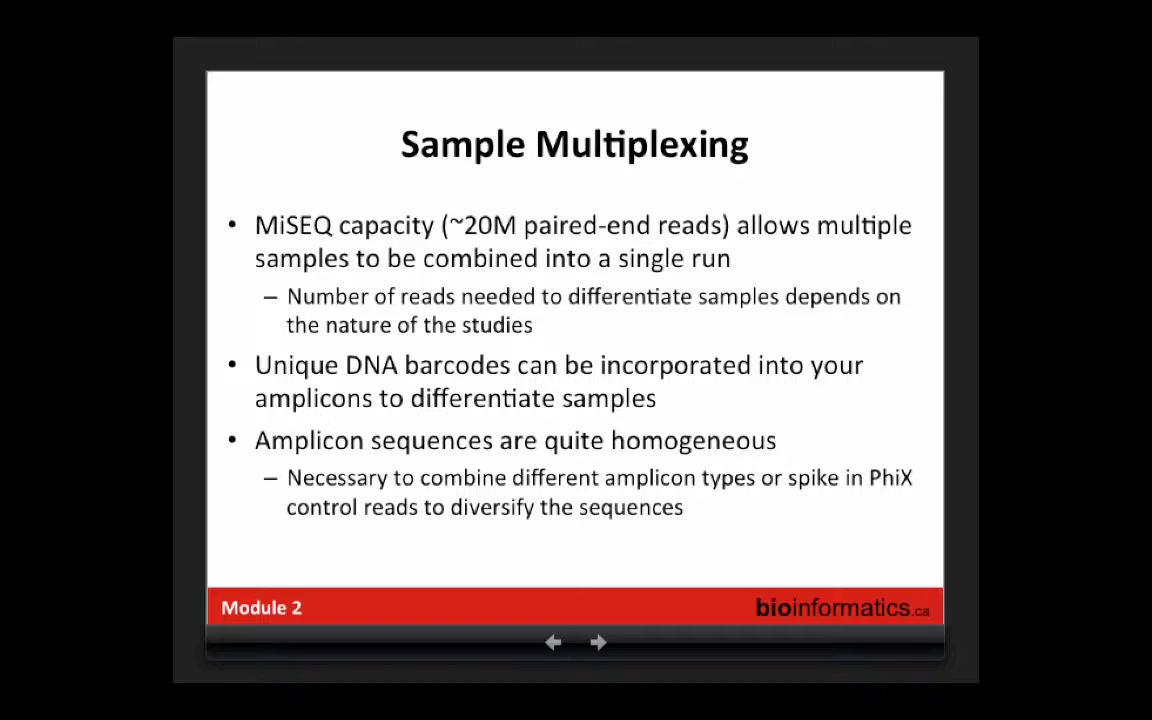 Sample Multiplexing
• MiSEQ capacity (~20M paired-end reads) allows multiple
samples to be combined into a single run
– Number of reads needed to differentiate samples depends on
the nature of the studies
• Unique DNA barcodes can be incorporated into your
amplicons to differentiate samples
• Amplicon sequences are quite homogeneous
– Necessary to combine different amplicon types or spike in PhiX
control reads to diversify the sequences
Module 2
bioinformatics.ca